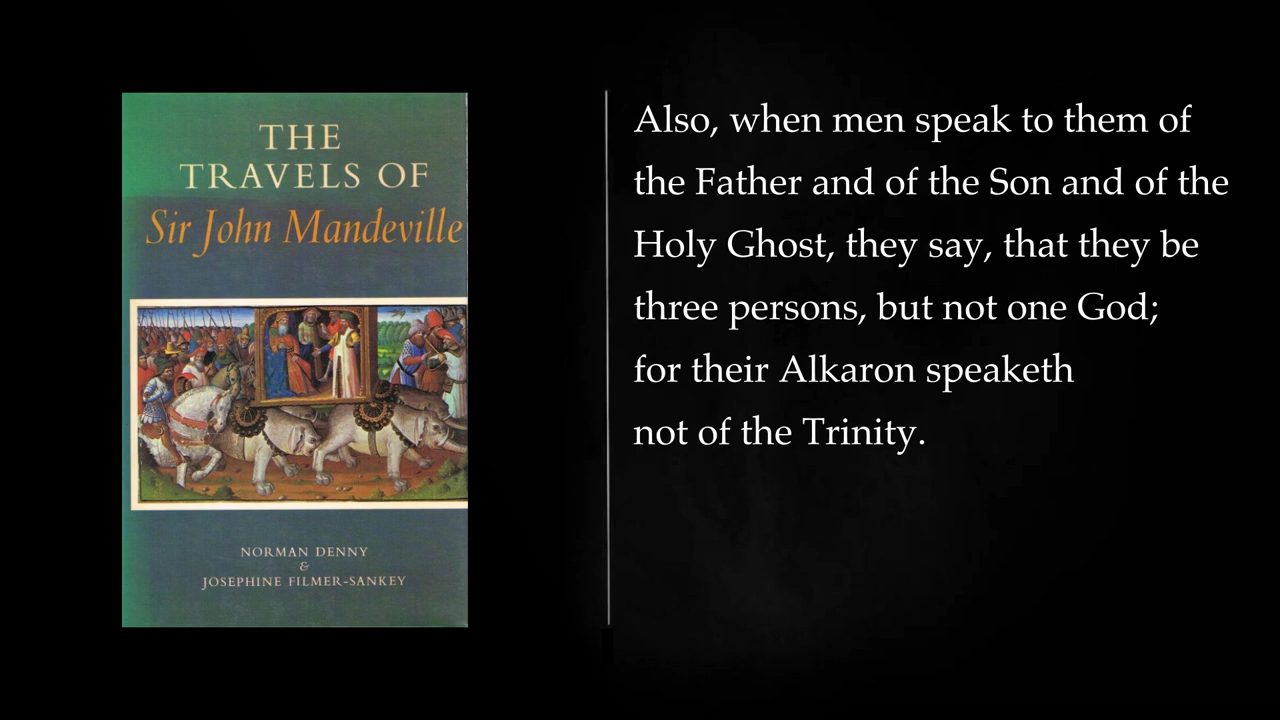 THE
TRAVELS OF
Sir John Mandeville
NORMAN DENNY
&
JOSEPHINE FILMER-SANKEY
Also, when men speak to them of
the Father and of the Son and of the
Holy Ghost, they say, that they be
three persons, but not one God;
for their Alkaron speaketh
not of the Trinity.